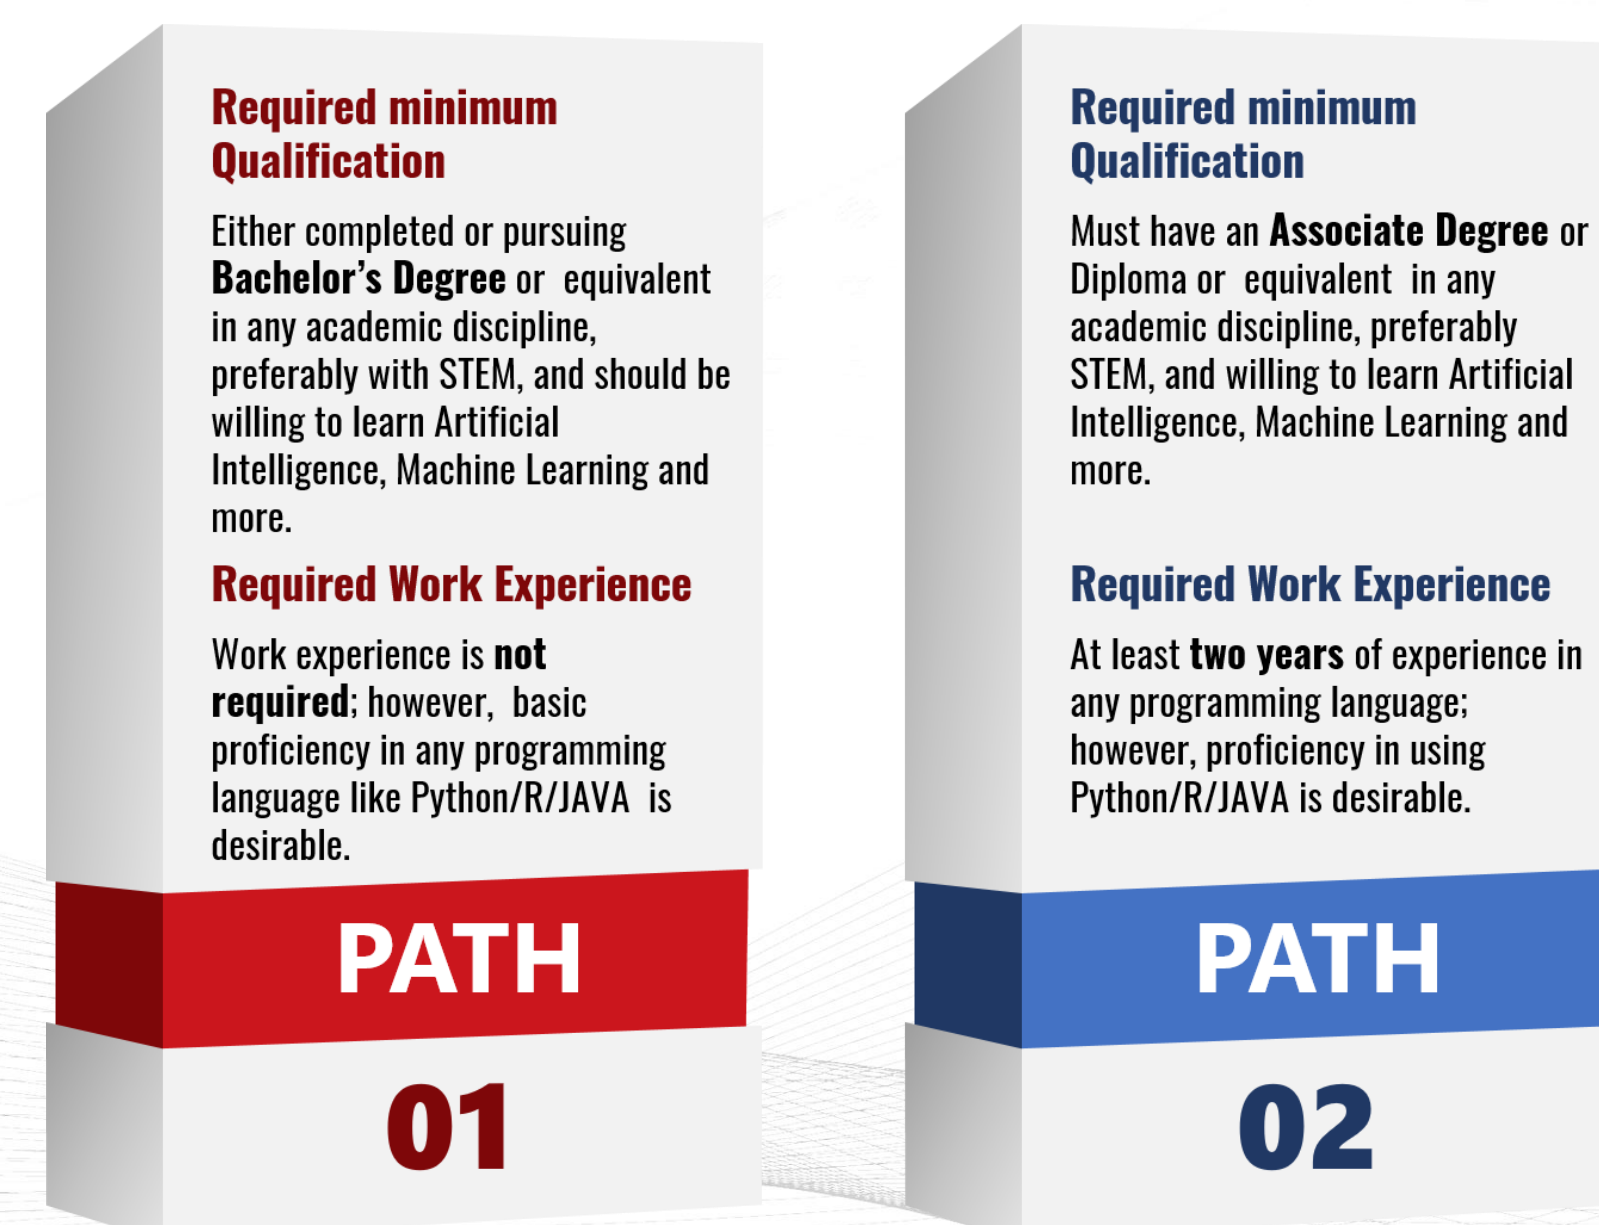 Required minimum
Qualification
Either completed or pursuing
Bachelor’s Degree or  equivalent
in any academic discipline,
preferably with STEM, and should be
willing to learn Artificial
Intelligence, Machine Learning and
more.
Required Work Experience
Work experience is not
required; however,  basic
proficiency in any programming
language like Python/R/JAVA  is
desirable.
PATH
01
Required minimum
Qualification
Must have an Associate Degree or
Diploma or  equivalent  in any
academic discipline, preferably
STEM, and willing to learn Artificial
Intelligence, Machine Learning and
more.
Required Work Experience
At least two years of experience in
any programming language;
however, proficiency in using
Python/R/JAVA is desirable.
PATH
02